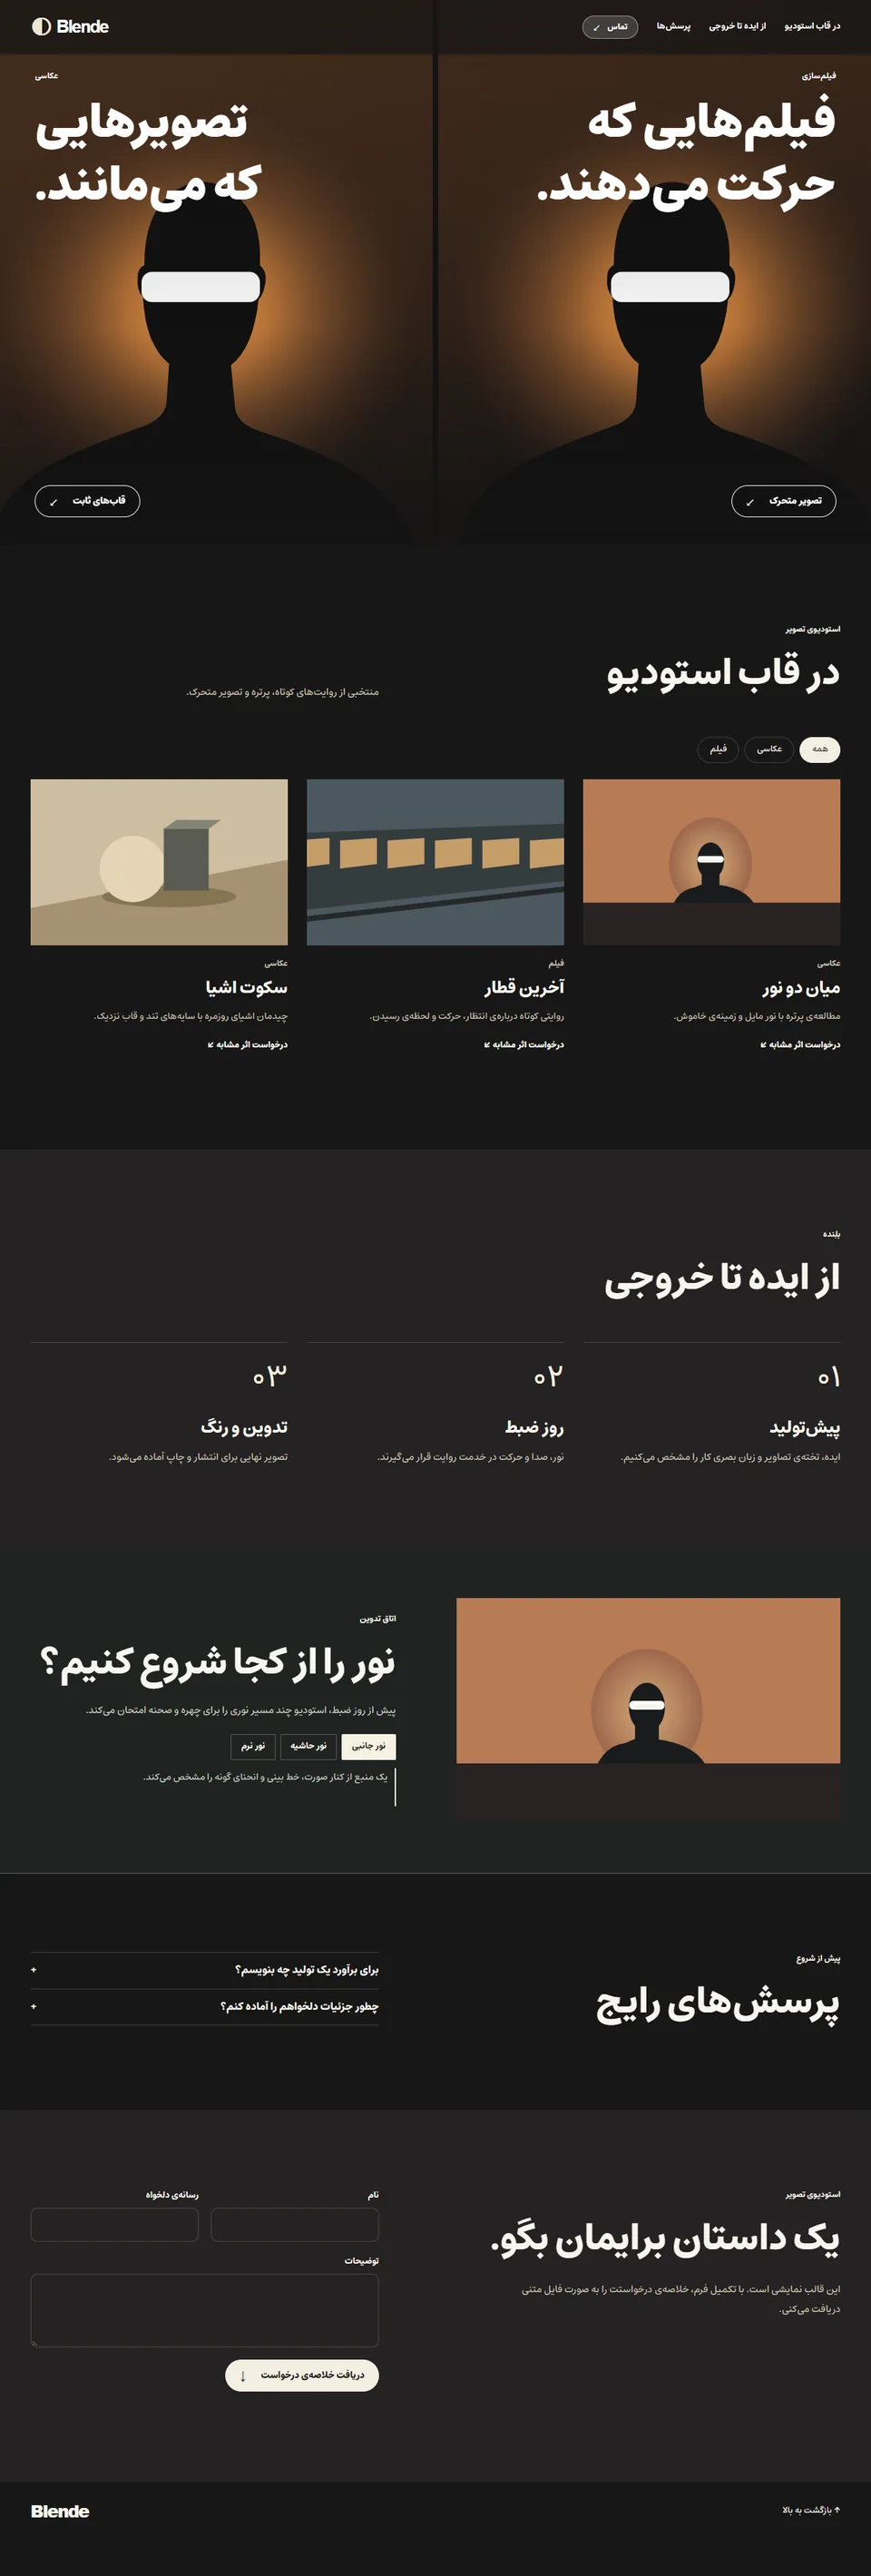 در قاب استودیو
از ایده تا خروجی
پرسش‌ها
تماس ↙
Blende
فیلم‌سازی
فیلم‌هایی که
حرکت می‌دهند.
تصویر متحرک ↙
عکاسی
تصویرهایی
که می‌مانند.
قاب‌های ثابت ↙
استودیوی تصویر
در قاب استودیو
منتخبی از روایت‌های کوتاه، پرتره و تصویر متحرک.
همه
عکاسی
فیلم
عکاسی
میان دو نور
مطالعه‌ی پرتره با نور مایل و زمینه‌ی خاموش.
درخواست اثر مشابه ↙
فیلم
آخرین قطار
روایتی کوتاه درباره‌ی انتظار، حرکت و لحظه‌ی رسیدن.
درخواست اثر مشابه ↙
عکاسی
سکوت اشیا
چیدمان اشیای روزمره با سایه‌های تند و قاب نزدیک.
درخواست اثر مشابه ↙
بلنده
از ایده تا خروجی
۰۱
پیش‌تولید
ایده، تخته‌ی تصاویر و زبان بصری کار را مشخص می‌کنیم.
۰۲
روز ضبط
نور، صدا و حرکت در خدمت روایت قرار می‌گیرند.
۰۳
تدوین و رنگ
تصویر نهایی برای انتشار و چاپ آماده می‌شود.
اتاق تدوین
نور را از کجا شروع کنیم؟
پیش از روز ضبط، استودیو چند مسیر نوری را برای چهره و صحنه امتحان می‌کند.
نور جانبی
نور حاشیه
نور نرم
یک منبع از کنار صورت، خط بینی و انحنای گونه را مشخص می‌کند.
پیش از شروع
پرسش‌های رایج
برای برآورد یک تولید چه بنویسم؟ +
چطور جزئیات دلخواهم را آماده کنم؟ +
استودیوی تصویر
یک داستان برایمان بگو.
این قالب نمایشی است. با تکمیل فرم، خلاصه‌ی درخواستت را به صورت فایل متنی
دریافت می‌کنی.
نام
رسانه‌ی دلخواه
توضیحات
دریافت خلاصه‌ی درخواست ↓
↑ بازگشت به بالا
Blende